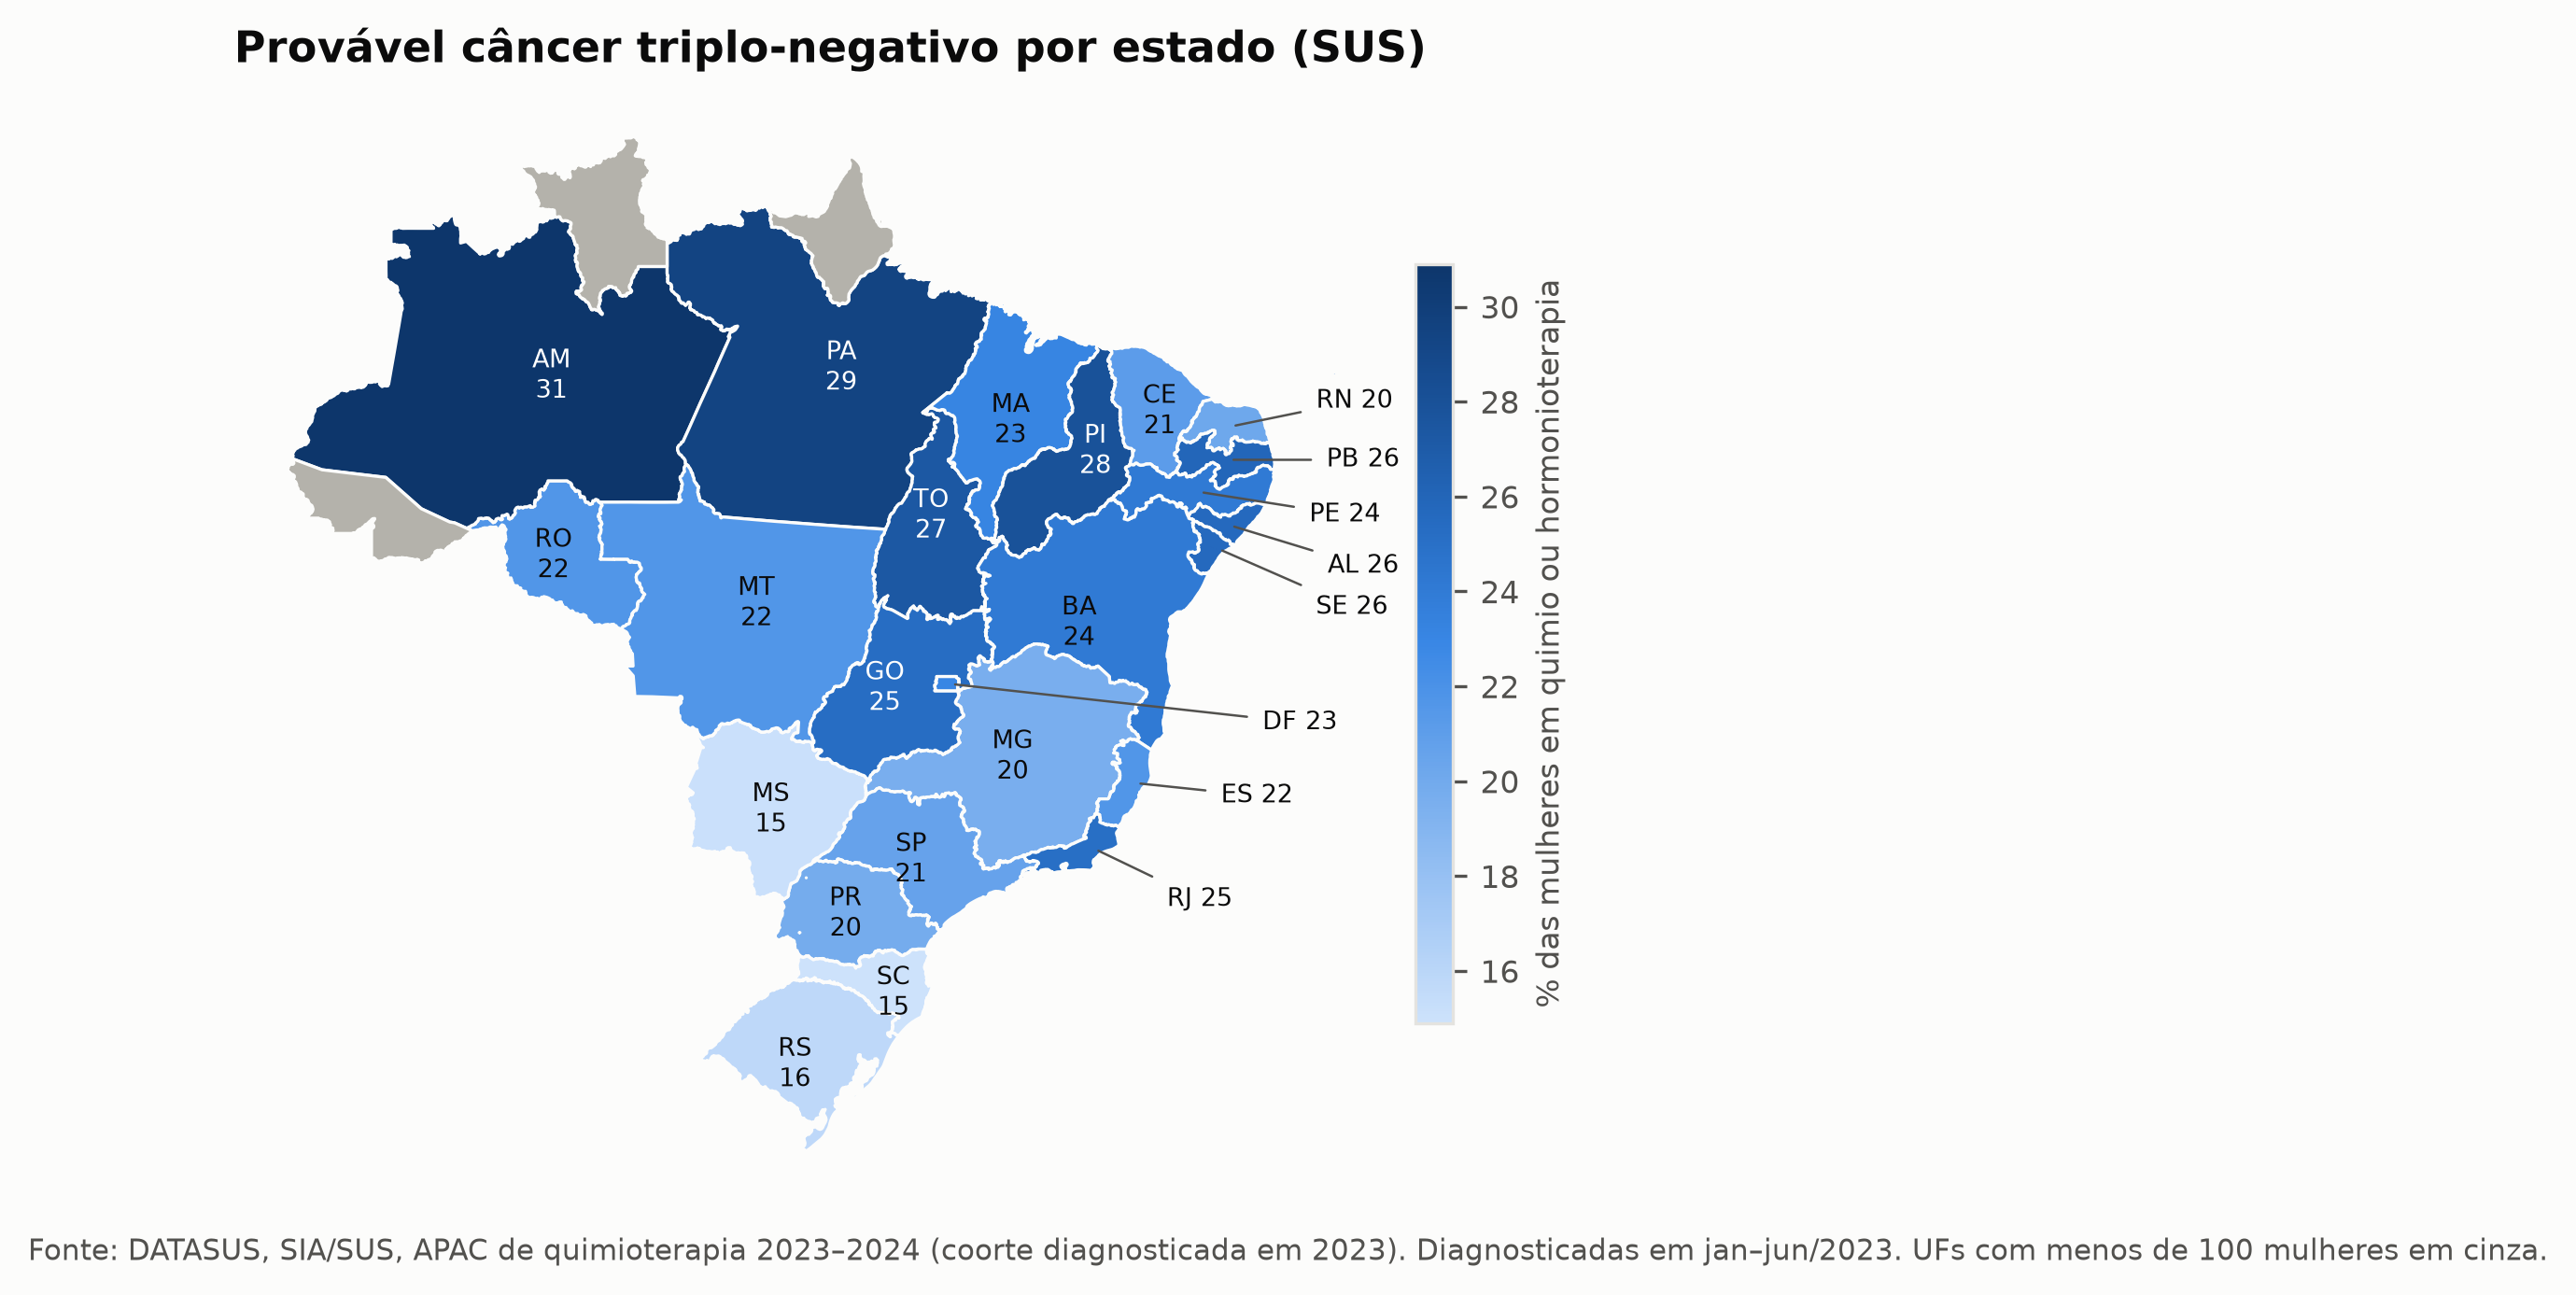 Provável câncer triplo-negativo por estado (SUS)
AM
31
PA
29
MA
23
PI
28
CE
21
RN 20
PB 26
PE 24
AL 26
SE 26
TO
27
RO
22
MT
22
BA
24
GO
25
DF 23
MG
20
ES 22
MS
15
SP
21
RJ 25
PR
20
SC
15
RS
16
30
28
26
24
22
20
18
16
% das mulheres em quimio ou hormonioterapia
Fonte: DATASUS, SIA/SUS, APAC de quimioterapia 2023–2024 (coorte diagnosticada em 2023). Diagnosticadas em jan–jun/2023. UFs com menos de 100 mulheres em cinza.